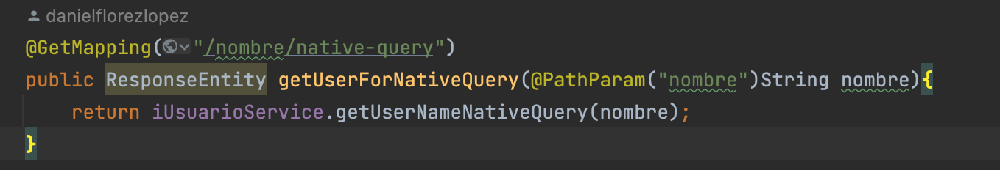 danielflorezlopez
@GetMapping("/nombre/native-query")
public ResponseEntity getUserForNativeQuery(@PathParam("nombre")String nombre){
return iUsuarioService.getUserNameNativeQuery(nombre);
}